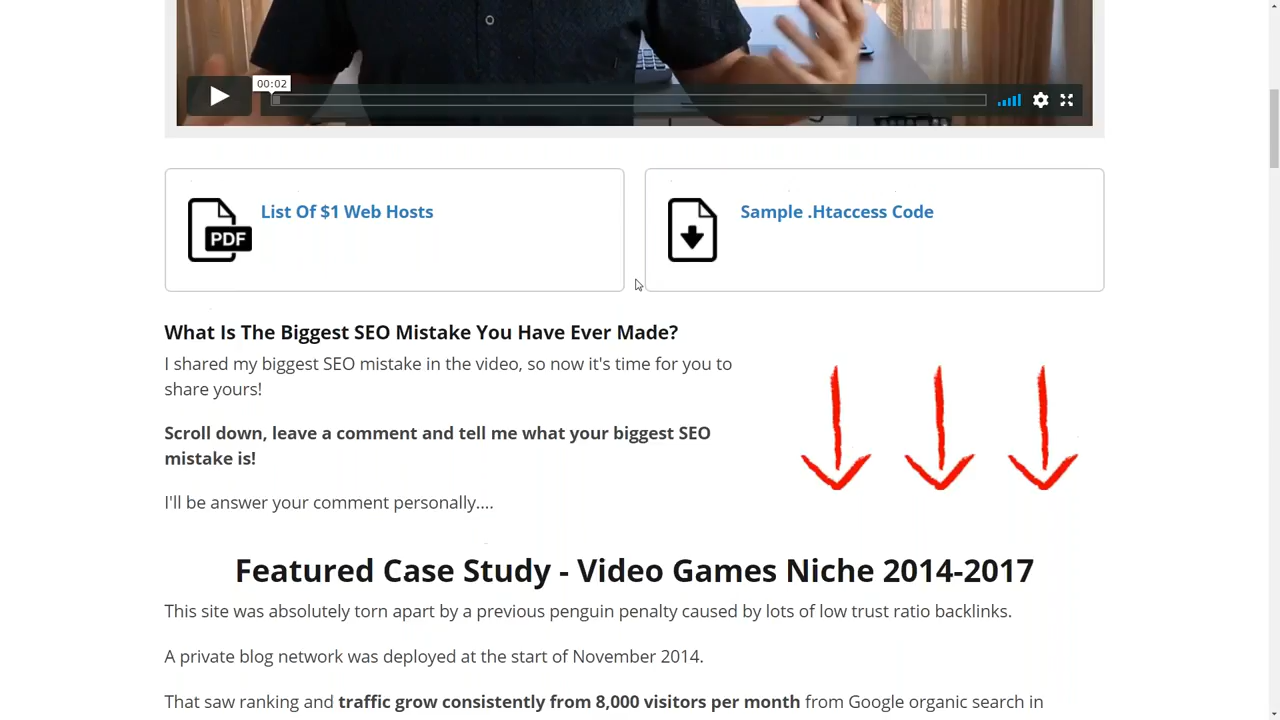 00:02
List Of $1 Web Hosts
PDF
Sample .Htaccess Code
What Is The Biggest SEO Mistake You Have Ever Made?
I shared my biggest SEO mistake in the video, so now it's time for you to
share yours!
Scroll down, leave a comment and tell me what your biggest SEO
mistake is!
I'll be answer your comment personally....
Featured Case Study - Video Games Niche 2014-2017
This site was absolutely torn apart by a previous penguin penalty caused by lots of low trust ratio backlinks.
A private blog network was deployed at the start of November 2014.
That saw ranking and traffic grow consistently from 8,000 visitors per month from Google organic search in